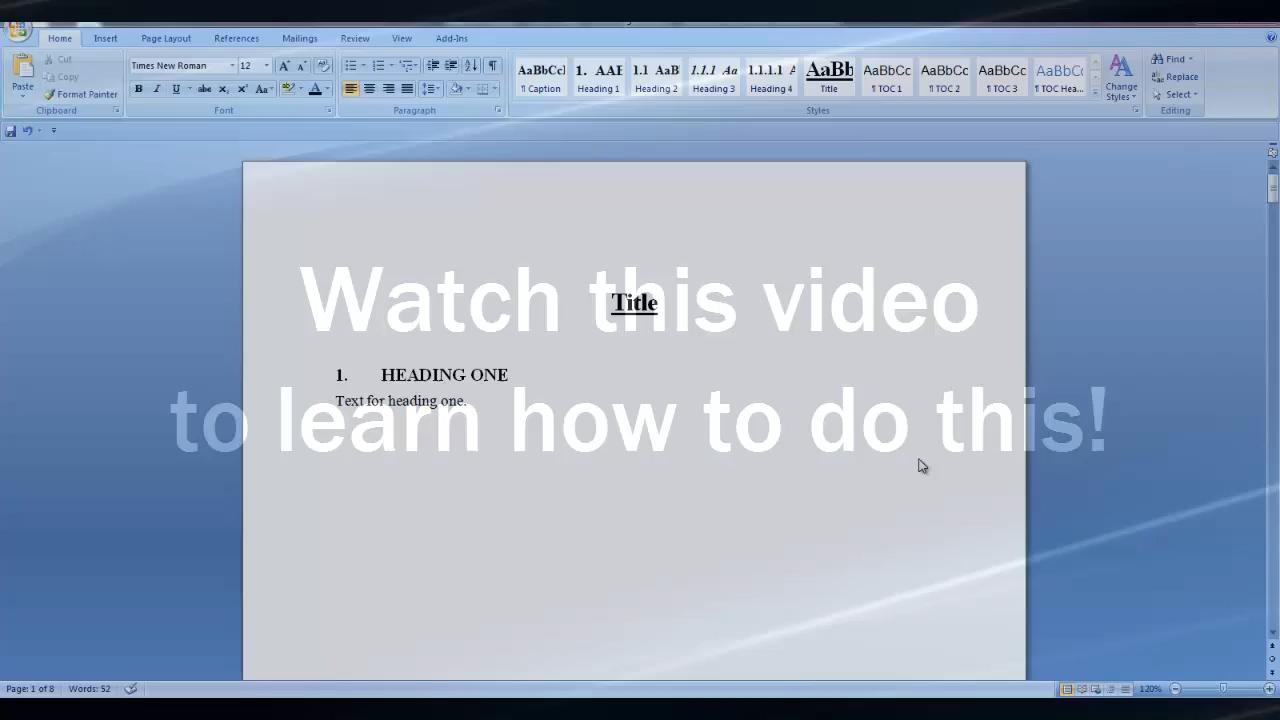 Home Insert Page Layout References Mailings Review View Add-Ins
Cut
Copy
Format Painter
Paste
Clipboard
Times New Roman 12
Font
Paragraph
AaBbCcI 1. AAE 1.1 AaB 1.1.1 Aa 1.1.1.1 A AaBb AaBbCc AaBbCc AaBbCc AaBbCc
¶ Caption Heading 1 Heading 2 Heading 3 Heading 4 Title ¶ TOC 1 ¶ TOC 2 ¶ TOC 3 ¶ TOC Hea...
Change Styles
Styles
Find
Replace
Select
Editing
Watch this video
Title
1. HEADING ONE
Text for heading one.
to learn how to do this!
Page: 1 of 8 Words: 52 120%